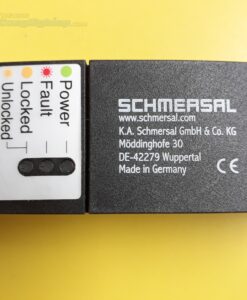 Power
Fault
Locked
Unlocked
SCHMERSAL
www.schmersal.com
K.A. Schmersal GmbH & Co. KG
Möddinghofe 30
DE-42279 Wuppertal
Made in Germany